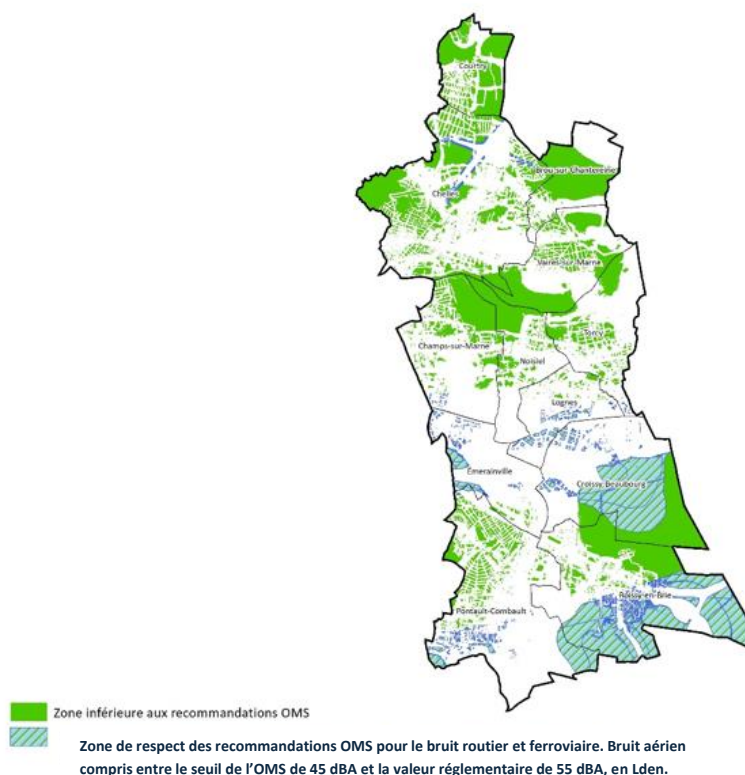 Courtry
Brou-sur-Chantereine
Chelles
Vaires-sur-Marne
Torcy
Champs-sur-Marne
Noisiel
Lognes
Émerainville
Croissy-Beaubourg
Roissy-en-Brie
Pontault-Combault
Zone inférieure aux recommandations OMS
Zone de respect des recommandations OMS pour le bruit routier et ferroviaire. Bruit aérien
compris entre le seuil de l'OMS de 45 dBA et la valeur réglementaire de 55 dBA, en Lden.